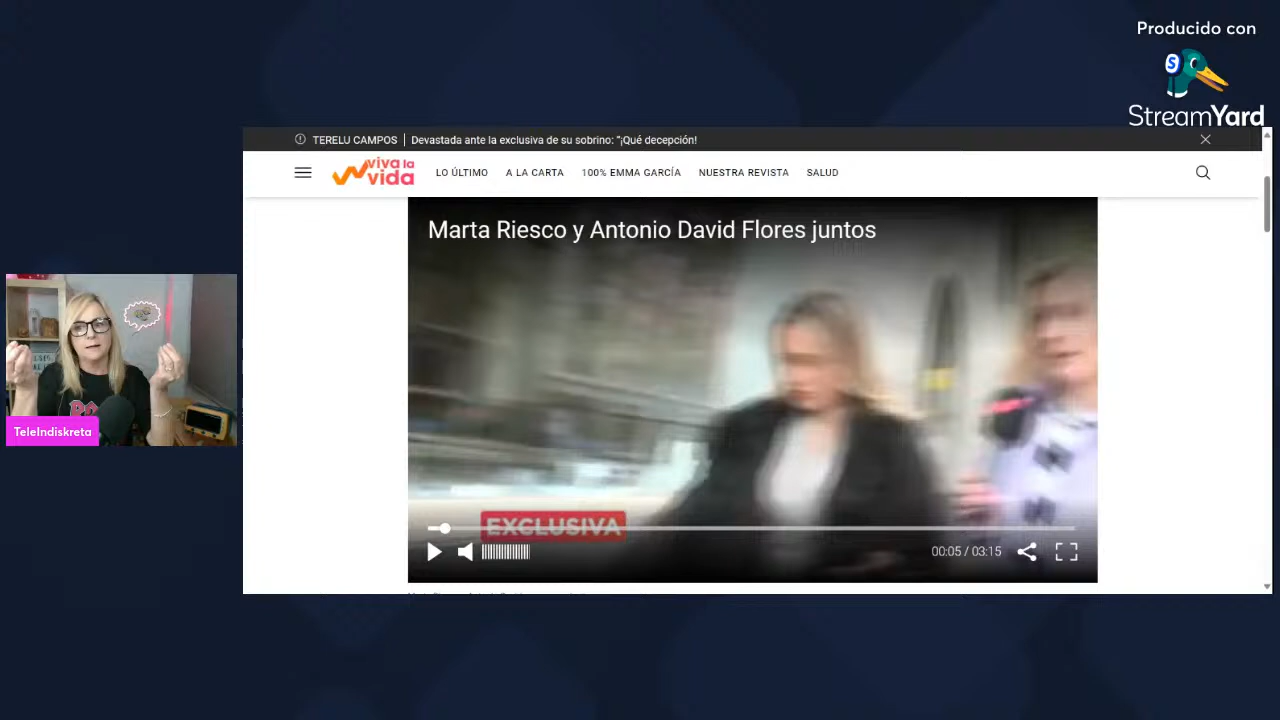 Producido con
StreamYard
TERELU CAMPOS | Devastada ante la exclusiva de su sobrino: "¡Qué decepción!
viva la vida
LO ÚLTIMO A LA CARTA 100% EMMA GARCÍA NUESTRA REVISTA SALUD
Marta Riesco y Antonio David Flores juntos
TeleIndiskreta
EXCLUSIVA
00:05 / 03:15